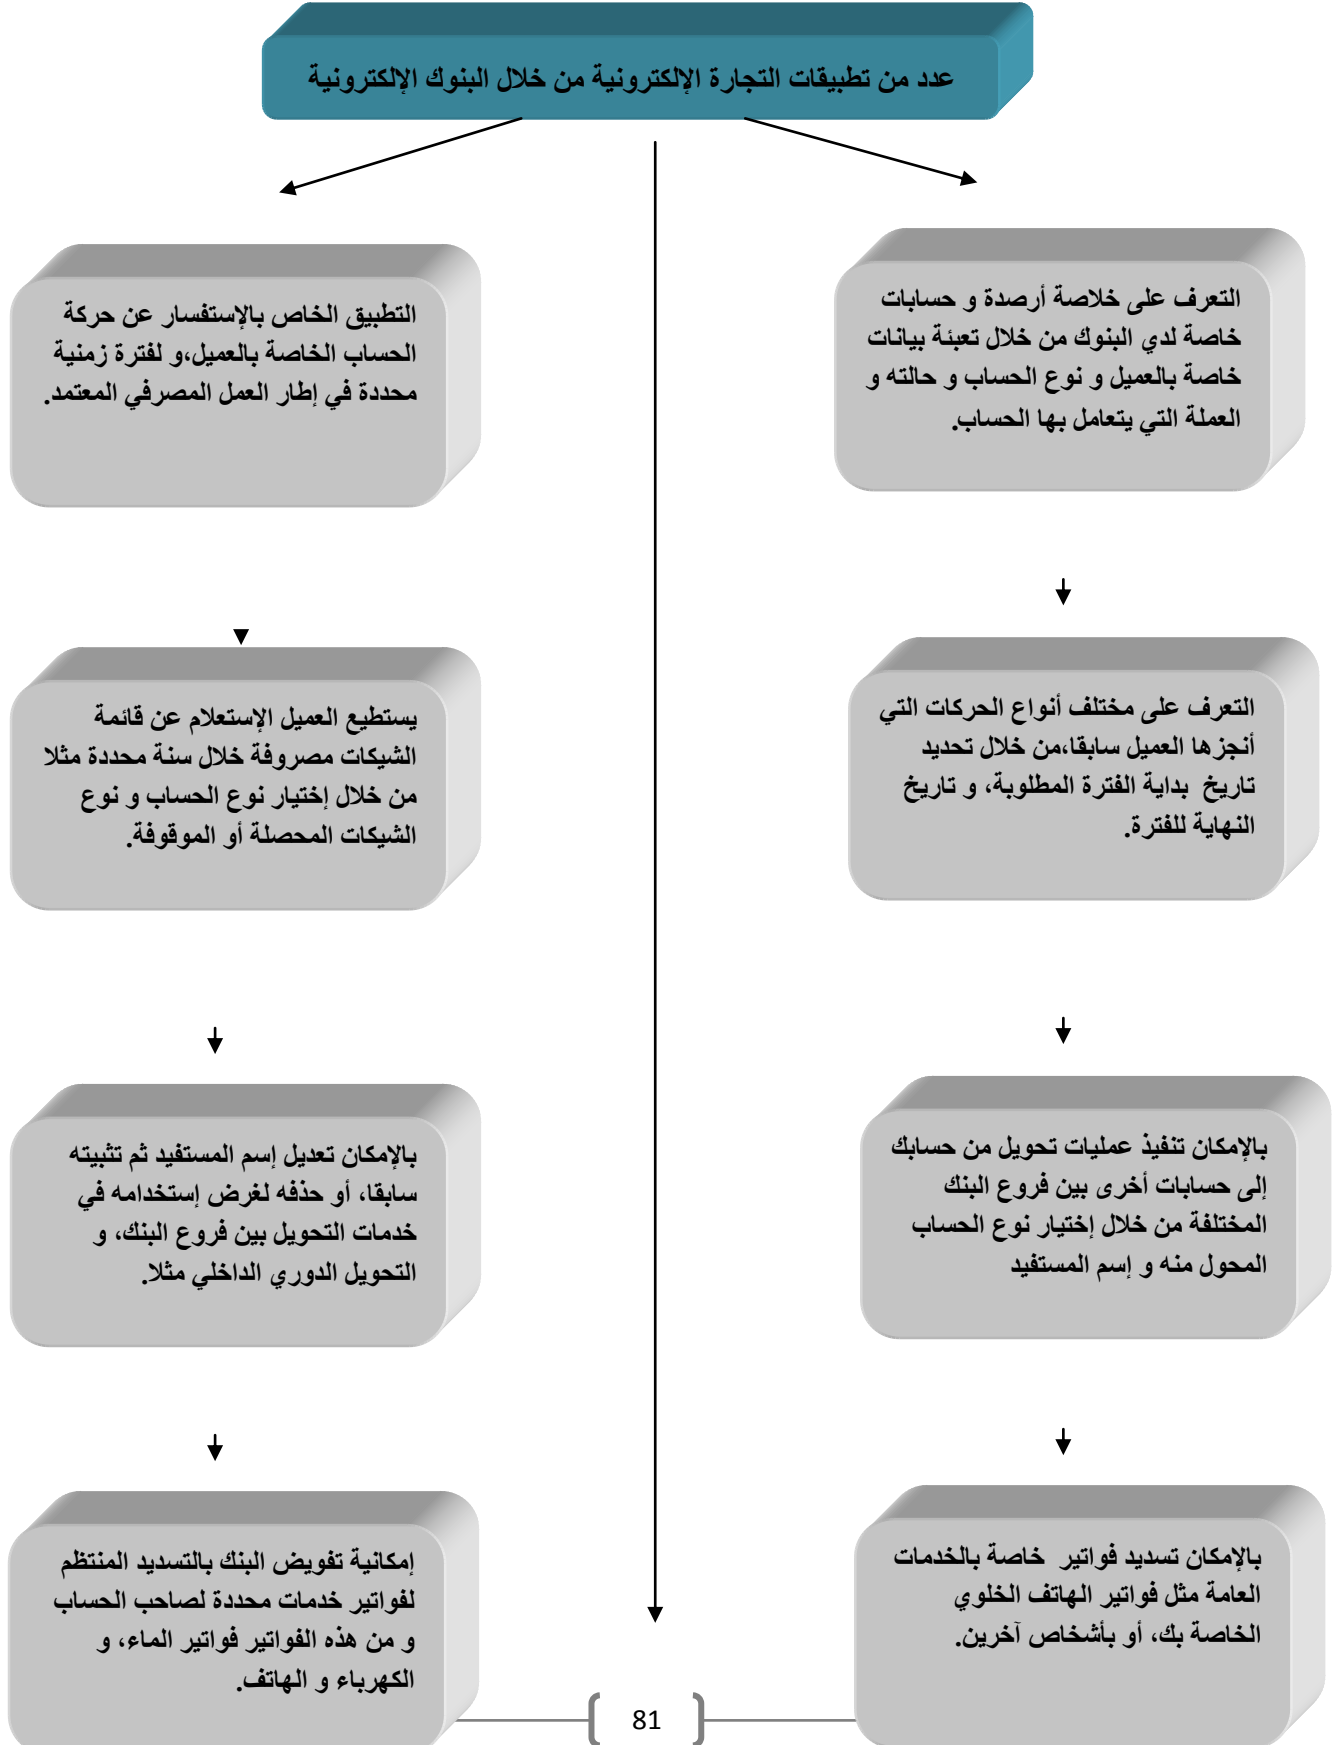 عدد من تطبيقات التجارة الإلكترونية من خلال البنوك الإلكترونية
التعرف على خلاصة أرصدة و حسابات
خاصة لدي البنوك من خلال تعبئة بيانات
خاصة بالعميل و نوع الحساب و حالته و
العملة التي يتعامل بها الحساب.
التطبيق الخاص بالإستفسار عن حركة
الحساب الخاصة بالعميل،و لفترة زمنية
محددة في إطار العمل المصرفي المعتمد.
التعرف على مختلف أنواع الحركات التي
أنجزها العميل سابقا،من خلال تحديد
تاريخ بداية الفترة المطلوبة، و تاريخ
النهاية للفترة.
يستطيع العميل الإستعلام عن قائمة
الشيكات مصروفة خلال سنة محددة مثلا
من خلال إختيار نوع الحساب و نوع
الشيكات المحصلة أو الموقوفة.
بالإمكان تنفيذ عمليات تحويل من حسابك
إلى حسابات أخرى بين فروع البنك
المختلفة من خلال إختيار نوع الحساب
المحول منه و إسم المستفيد
بالإمكان تعديل إسم المستفيد ثم تثبيته
سابقا، أو حذفه لغرض إستخدامه في
خدمات التحويل بين فروع البنك، و
التحويل الدوري الداخلي مثلا.
بالإمكان تسديد فواتير خاصة بالخدمات
العامة مثل فواتير الهاتف الخلوي
الخاصة بك، أو بأشخاص آخرين.
إمكانية تفويض البنك بالتسديد المنتظم
لفواتير خدمات محددة لصاحب الحساب
و من هذه الفواتير فواتير الماء، و
الكهرباء و الهاتف.
81